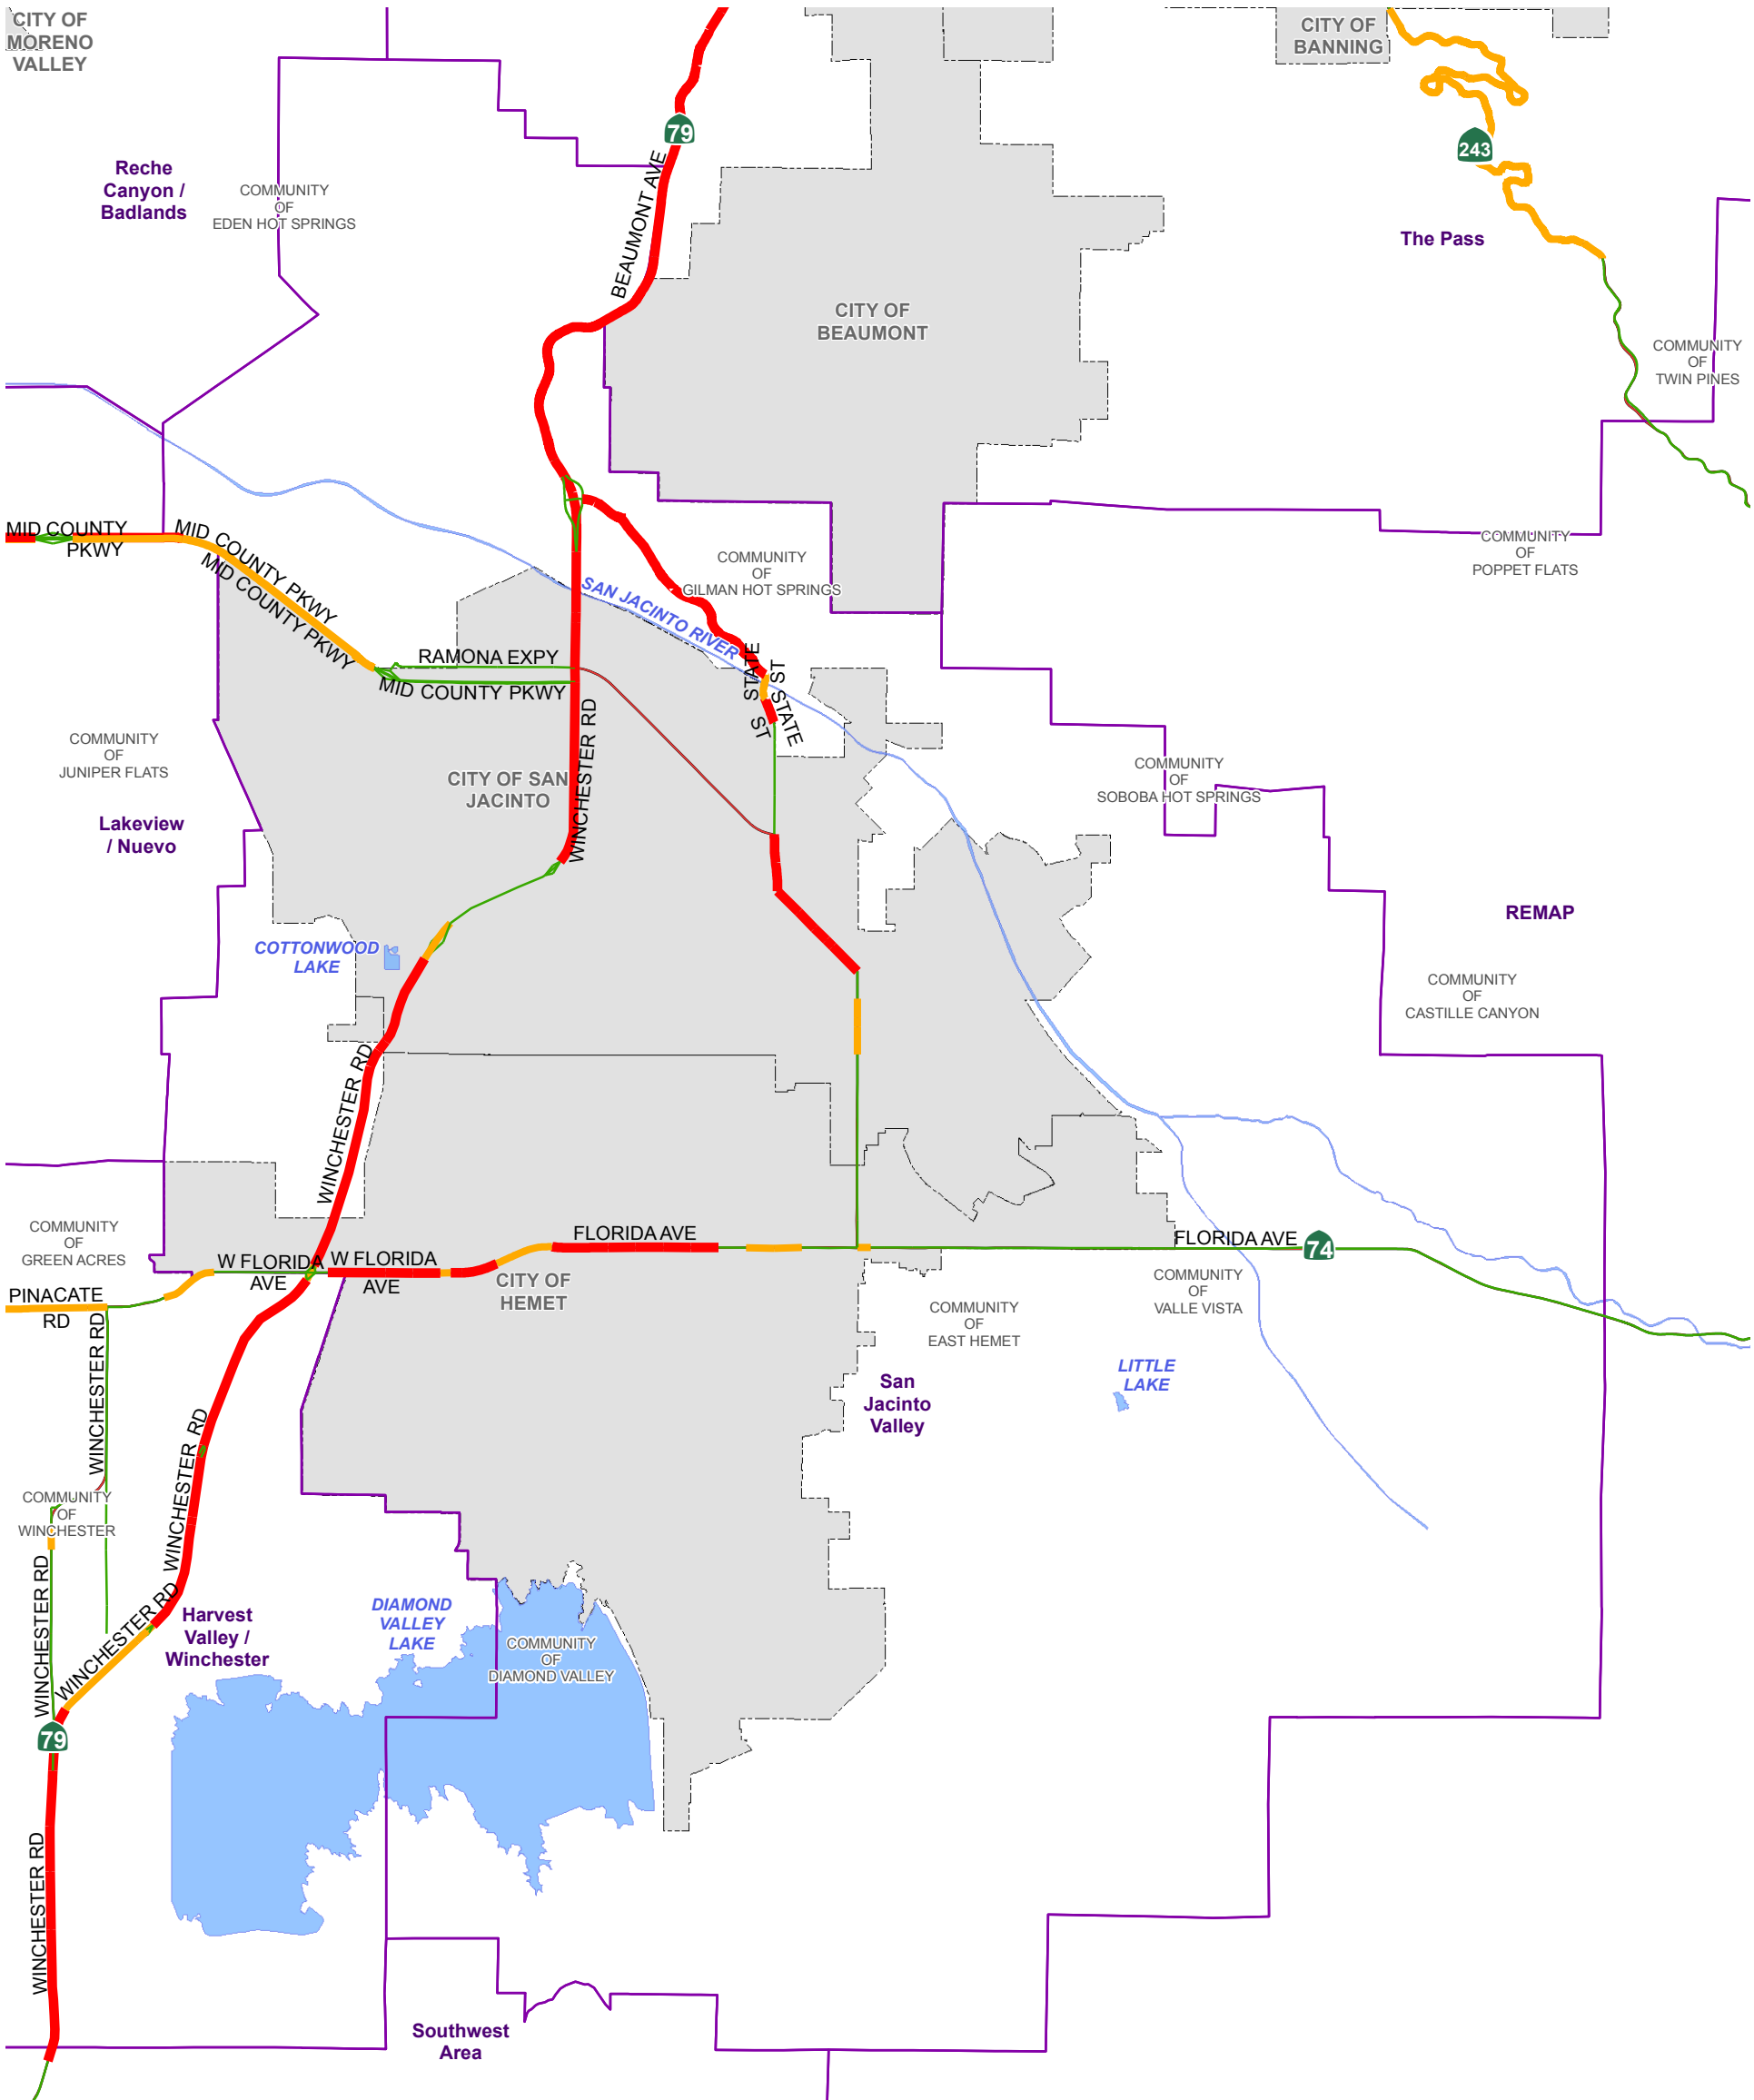 CITY OF
MORENO
VALLEY
CITY OF
BANNING
79
243
Reche
Canyon /
Badlands
COMMUNITY
OF
EDEN HOT SPRINGS
BEAUMONT AVE
The Pass
CITY OF
BEAUMONT
COMMUNITY
OF
TWIN PINES
MID COUNTY
PKWY
MID COUNTY PKWY
MID COUNTY PKWY
COMMUNITY
OF
GILMAN HOT SPRINGS
COMMUNITY
OF
POPPET FLATS
SAN JACINTO RIVER
RAMONA EXPY
MID COUNTY PKWY
STATE ST
STATE ST
WINCHESTER RD
COMMUNITY
OF
JUNIPER FLATS
CITY OF SAN
JACINTO
COMMUNITY
OF
SOBOBA HOT SPRINGS
Lakeview
/ Nuevo
REMAP
COTTONWOOD
LAKE
COMMUNITY
OF
CASTILLE CANYON
WINCHESTER RD
COMMUNITY
OF
GREEN ACRES
W FLORIDA
AVE
W FLORIDA
AVE
FLORIDA AVE
FLORIDA AVE
74
CITY OF
HEMET
PINACATE
RD
COMMUNITY
OF
EAST HEMET
COMMUNITY
OF
VALLE VISTA
WINCHESTER RD
San
Jacinto
Valley
LITTLE
LAKE
WINCHESTER RD
COMMUNITY
OF
WINCHESTER
WINCHESTER RD
WINCHESTER RD
Harvest
Valley /
Winchester
DIAMOND
VALLEY
LAKE
COMMUNITY
OF
DIAMOND VALLEY
79
WINCHESTER RD
Southwest
Area